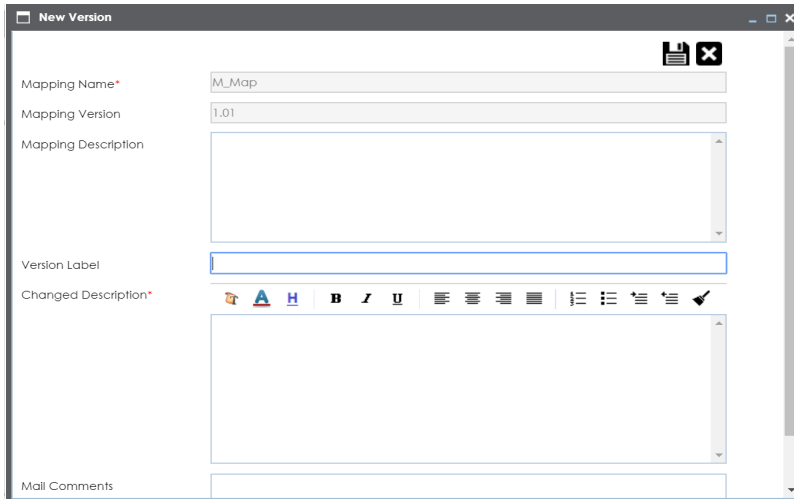 New Version
Mapping Name*
M_Map
Mapping Version
1.01
Mapping Description
Version Label
Changed Description*
A H B I U
Mail Comments